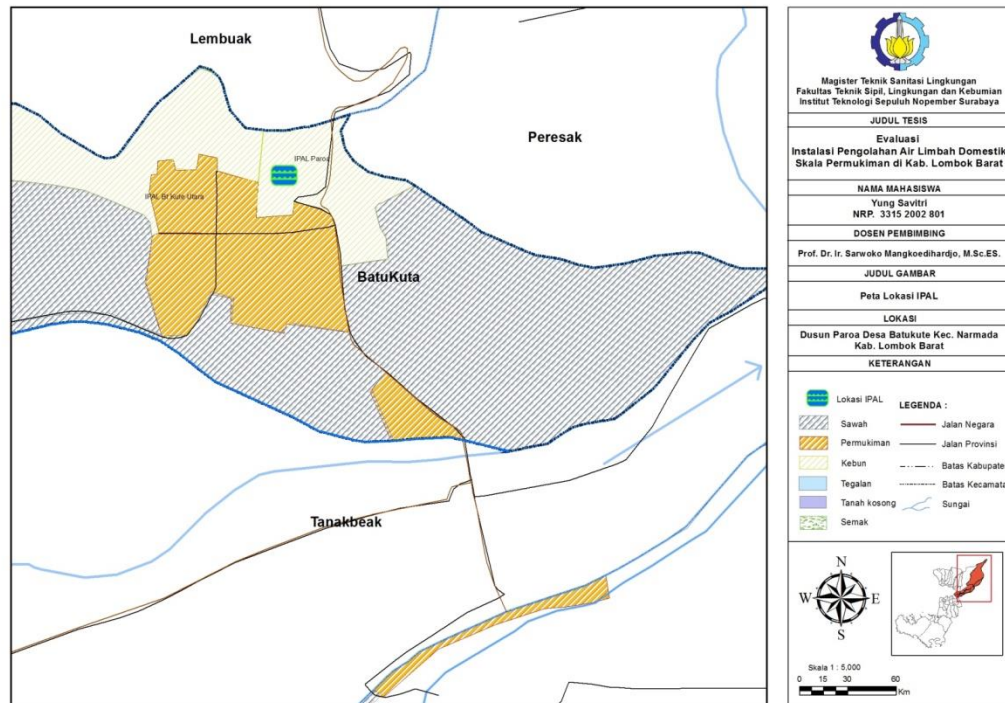 Lembuak
Peresak
IPAL Paroa
IPAL Bt Kute Utara
BatuKuta
Tanakbeak
Magister Teknik Sanitasi Lingkungan
Fakultas Teknik Sipil, Lingkungan dan Kebumian
Institut Teknologi Sepuluh Nopember Surabaya
JUDUL TESIS
Evaluasi
Instalasi Pengolahan Air Limbah Domestik
Skala Permukiman di Kab. Lombok Barat
NAMA MAHASISWA
Yung Savitri
NRP. 3315 2002 801
DOSEN PEMBIMBING
Prof. Dr. Ir. Sarwoko Mangkoedihardjo, M.Sc.ES.
JUDUL GAMBAR
Peta Lokasi IPAL
LOKASI
Dusun Paroa Desa Batukute Kec. Narmada
Kab. Lombok Barat
KETERANGAN
Lokasi IPAL
Sawah
Permukiman
Kebun
Tegalan
Tanah kosong
Semak
LEGENDA :
Jalan Negara
Jalan Provinsi
Batas Kabupate
Batas Kecamata
Sungai
N
W E
S
Skala 1 : 5,000
0 15 30 60
Km